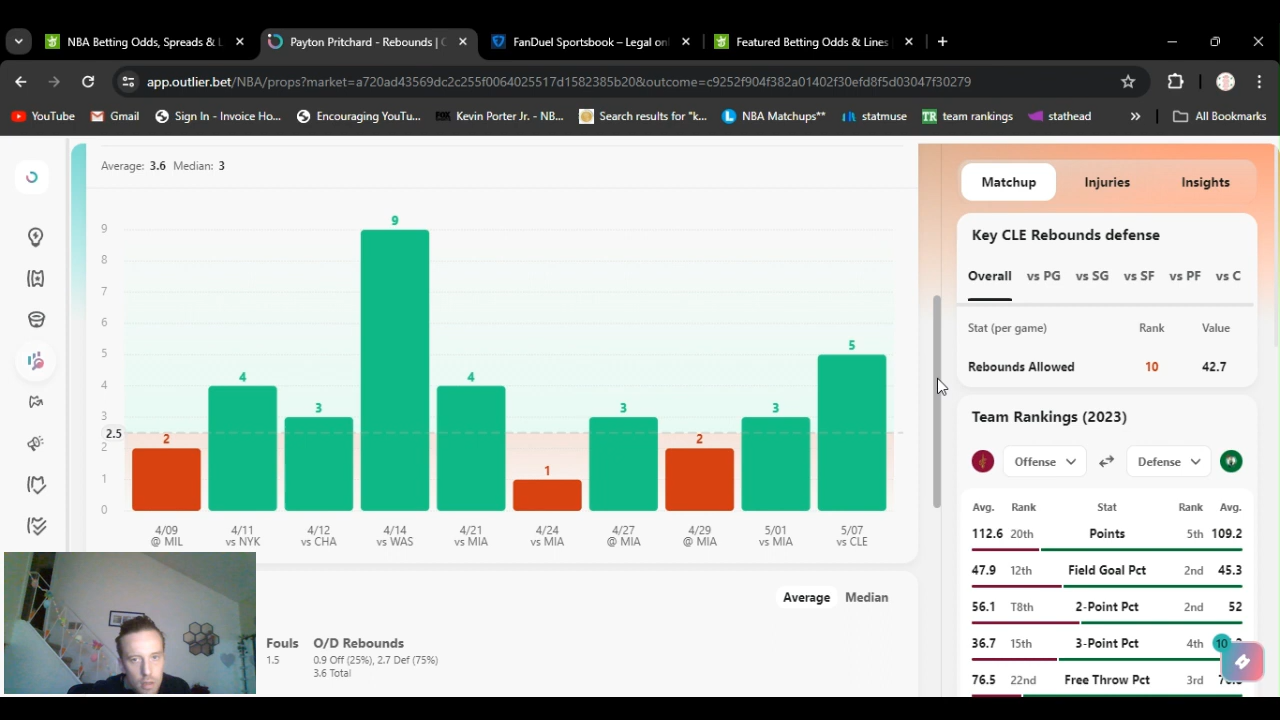 NBA Betting Odds, Spreads & L
Payton Pritchard - Rebounds |
FanDuel Sportsbook – Legal onl
Featured Betting Odds & Lines
app.outlier.bet/NBA/props?market=a720ad43569dc2c255f0064025517d1582385b20&outcome=c9252f904f382a01402f30efd8f5d03047f30279
YouTube
Gmail
Sign In - Invoice Ho...
Encouraging YouTu...
Kevin Porter Jr. - NB...
Search results for "k...
NBA Matchups**
statmuse
team rankings
stathead
All Bookmarks
Average: 3.6 Median: 3
9
8
7
6
5
4
3
2.5
2
1
0
2
4
3
9
4
1
3
2
3
5
4/09 4/11 4/12 4/14 4/21 4/24 4/27 4/29 5/01 5/07
@ MIL vs NYK vs CHA vs WAS vs MIA vs MIA @ MIA @ MIA vs MIA vs CLE
Average Median
Fouls O/D Rebounds
1.5 0.9 Off (25%), 2.7 Def (75%)
3.6 Total
Matchup Injuries Insights
Key CLE Rebounds defense
Overall vs PG vs SG vs SF vs PF vs C
Stat (per game) Rank Value
Rebounds Allowed 10 42.7
Team Rankings (2023)
Offense Defense
Avg. Rank Stat Rank Avg.
112.6 20th Points 5th 109.2
47.9 12th Field Goal Pct 2nd 45.3
56.1 T8th 2-Point Pct 2nd 52
36.7 15th 3-Point Pct 4th
10
76.5 22nd Free Throw Pct 3rd